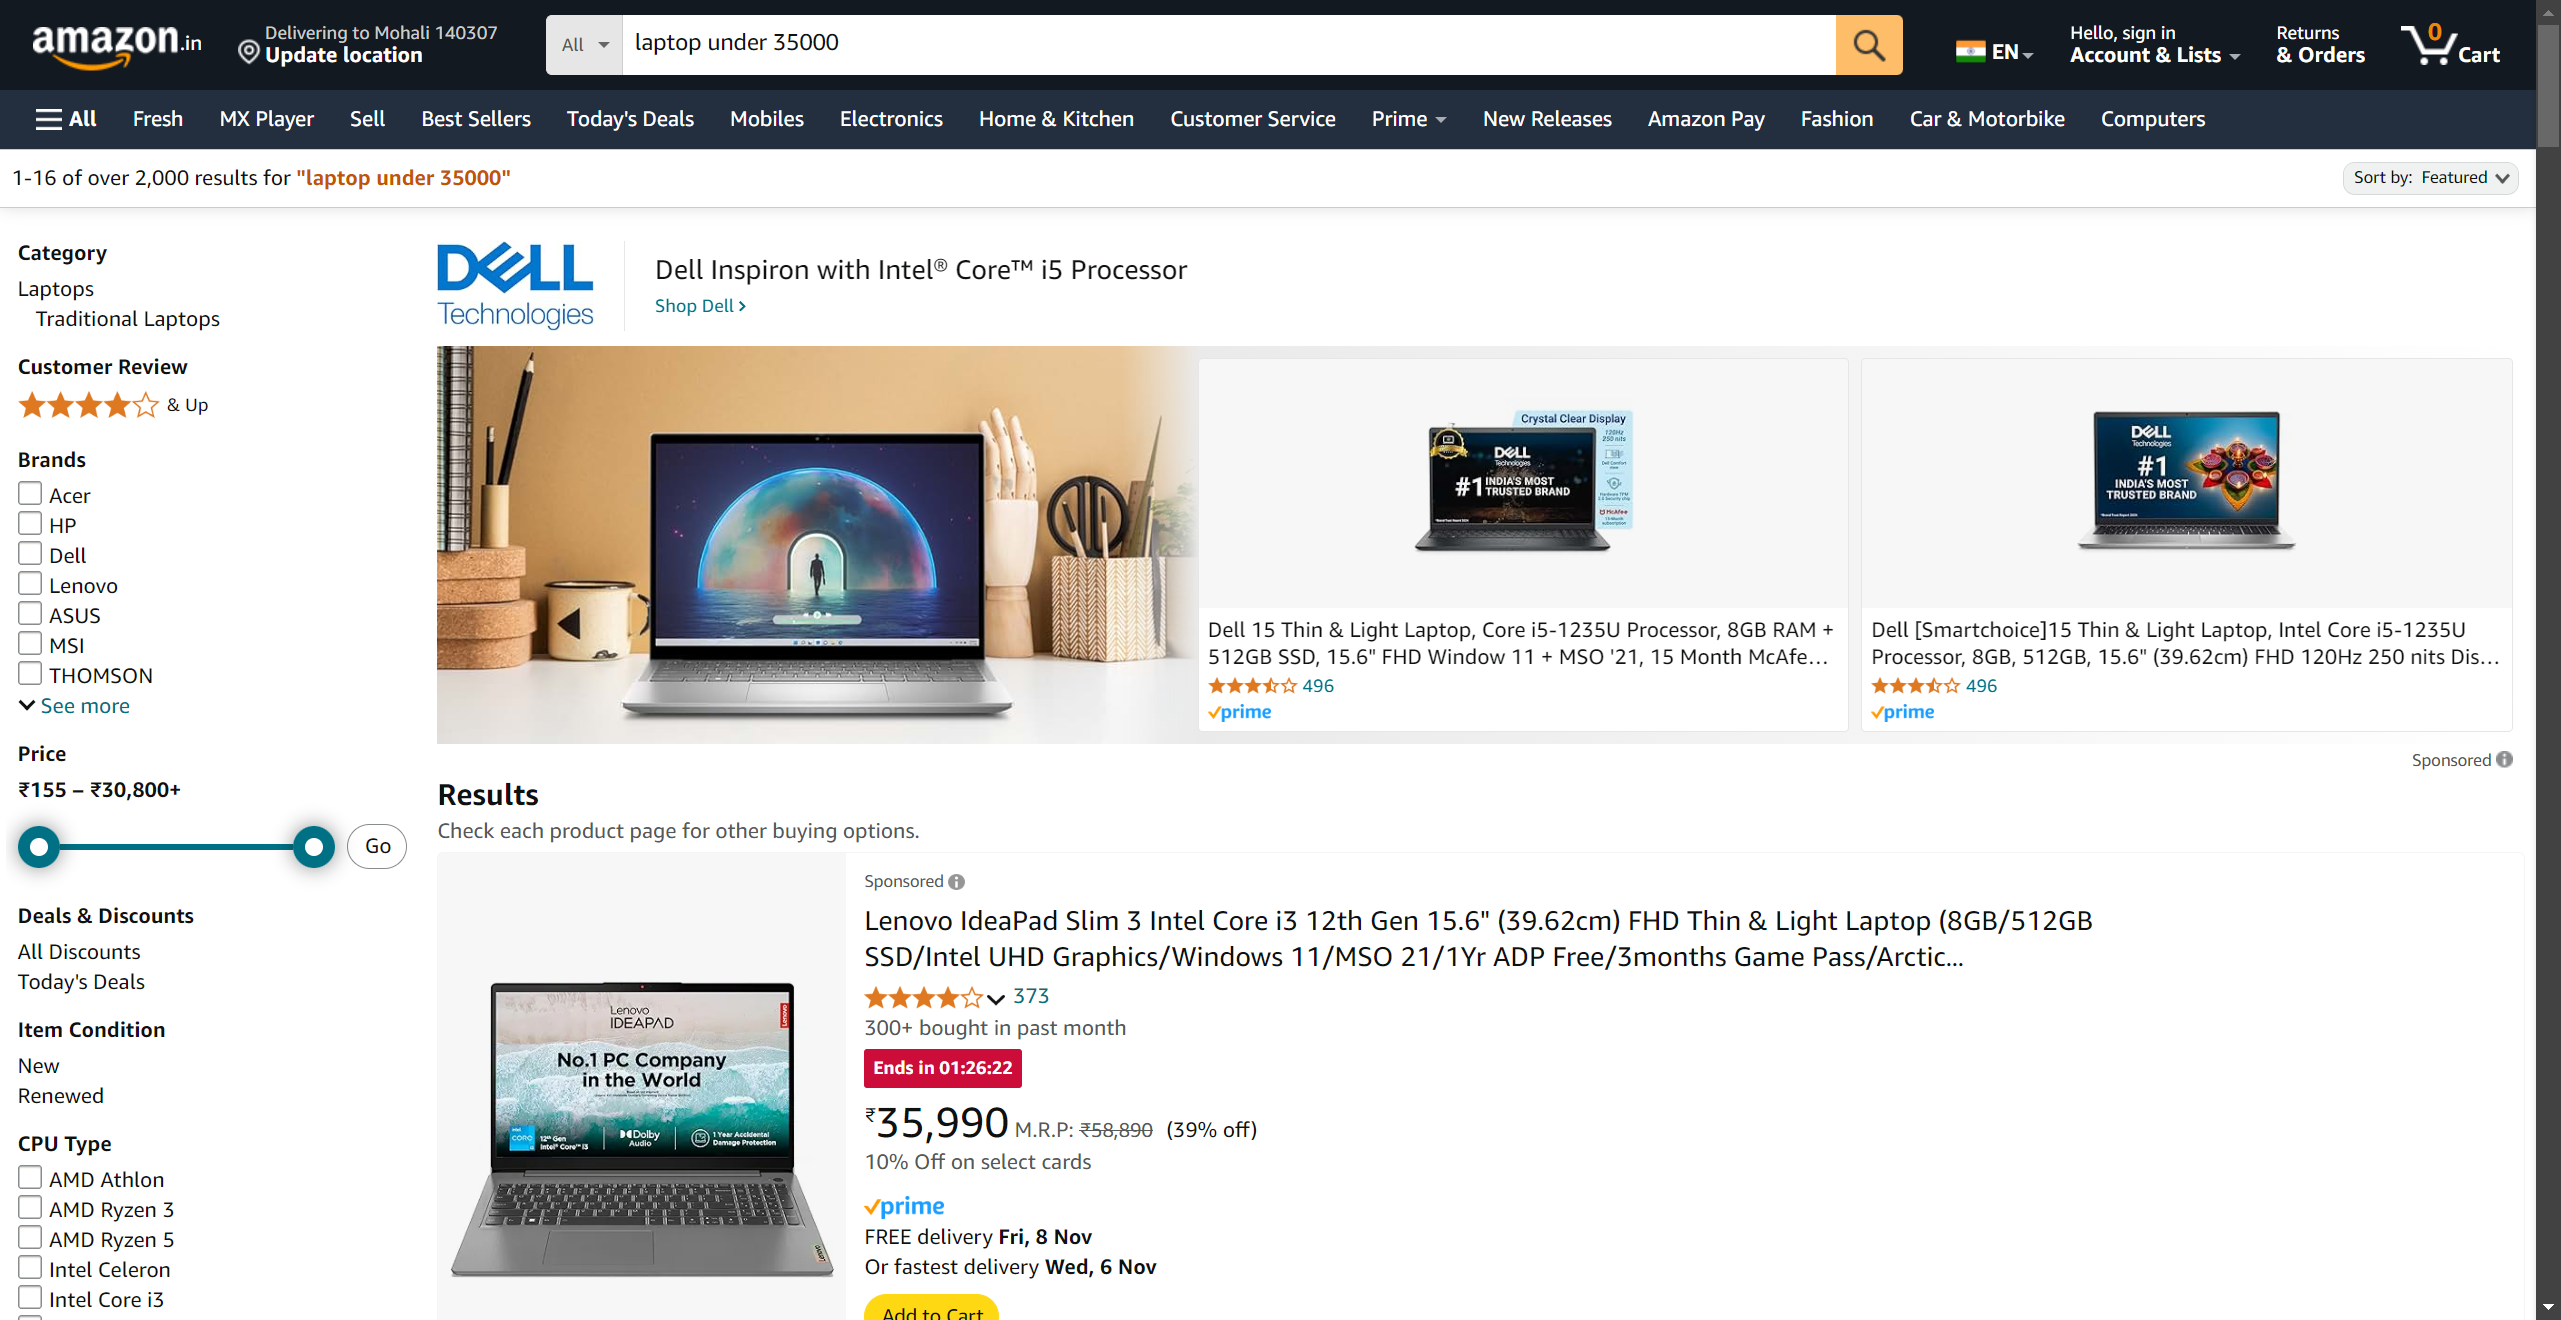 amazon.in
Delivering to Mohali 140307
Update location
All
laptop under 35000
EN
Hello, sign in
Account & Lists
Returns
& Orders
0
Cart
All
Fresh
MX Player
Sell
Best Sellers
Today's Deals
Mobiles
Electronics
Home & Kitchen
Customer Service
Prime
New Releases
Amazon Pay
Fashion
Car & Motorbike
Computers
1-16 of over 2,000 results for "laptop under 35000"
Sort by: Featured
Category
Laptops
Traditional Laptops
Customer Review
& Up
Brands
Acer
HP
Dell
Lenovo
ASUS
MSI
THOMSON
See more
Price
₹155 – ₹30,800+
Go
Deals & Discounts
All Discounts
Today's Deals
Item Condition
New
Renewed
CPU Type
AMD Athlon
AMD Ryzen 3
AMD Ryzen 5
Intel Celeron
Intel Core i3
DELL
Technologies
Dell Inspiron with Intel® Core™ i5 Processor
Shop Dell
Crystal Clear Display
120Hz
250 nits
DELL
Technologies
#1 INDIA'S MOST
TRUSTED BRAND
McAfee
Dell 15 Thin & Light Laptop, Core i5-1235U Processor, 8GB RAM +
512GB SSD, 15.6" FHD Window 11 + MSO '21, 15 Month McAfe…
496
prime
DELL
Technologies
#1
INDIA'S MOST
TRUSTED BRAND
Dell [Smartchoice]15 Thin & Light Laptop, Intel Core i5-1235U
Processor, 8GB, 512GB, 15.6" (39.62cm) FHD 120Hz 250 nits Dis…
496
prime
Sponsored
Results
Check each product page for other buying options.
Lenovo
IDEAPAD
Lenovo
No.1 PC Company
in the World
intel
CORE
12th Gen
Intel® Core™ i3
Dolby
Audio
1 Year Accidental
Damage Protection
Sponsored
Lenovo IdeaPad Slim 3 Intel Core i3 12th Gen 15.6" (39.62cm) FHD Thin & Light Laptop (8GB/512GB
SSD/Intel UHD Graphics/Windows 11/MSO 21/1Yr ADP Free/3months Game Pass/Arctic…
373
300+ bought in past month
Ends in 01:26:22
₹35,990 M.R.P: ₹58,890 (39% off)
10% Off on select cards
prime
FREE delivery Fri, 8 Nov
Or fastest delivery Wed, 6 Nov
Add to Cart